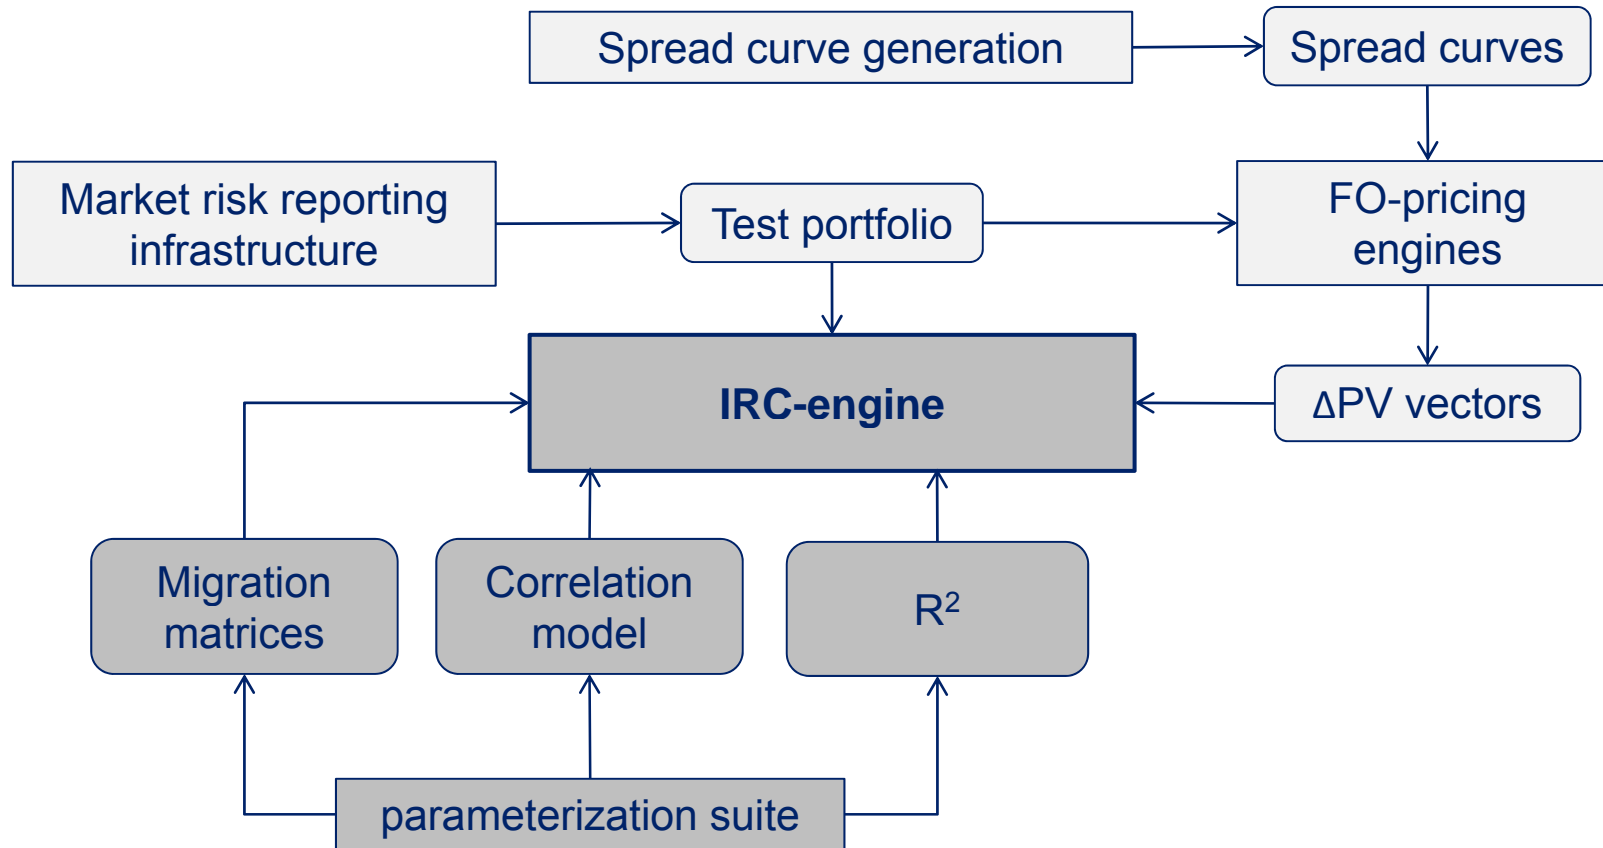 Spread curve generation
Spread curves
Market risk reporting
infrastructure
Test portfolio
FO-pricing
engines
IRC-engine
ΔPV vectors
Migration
matrices
Correlation
model
R²
parameterization suite